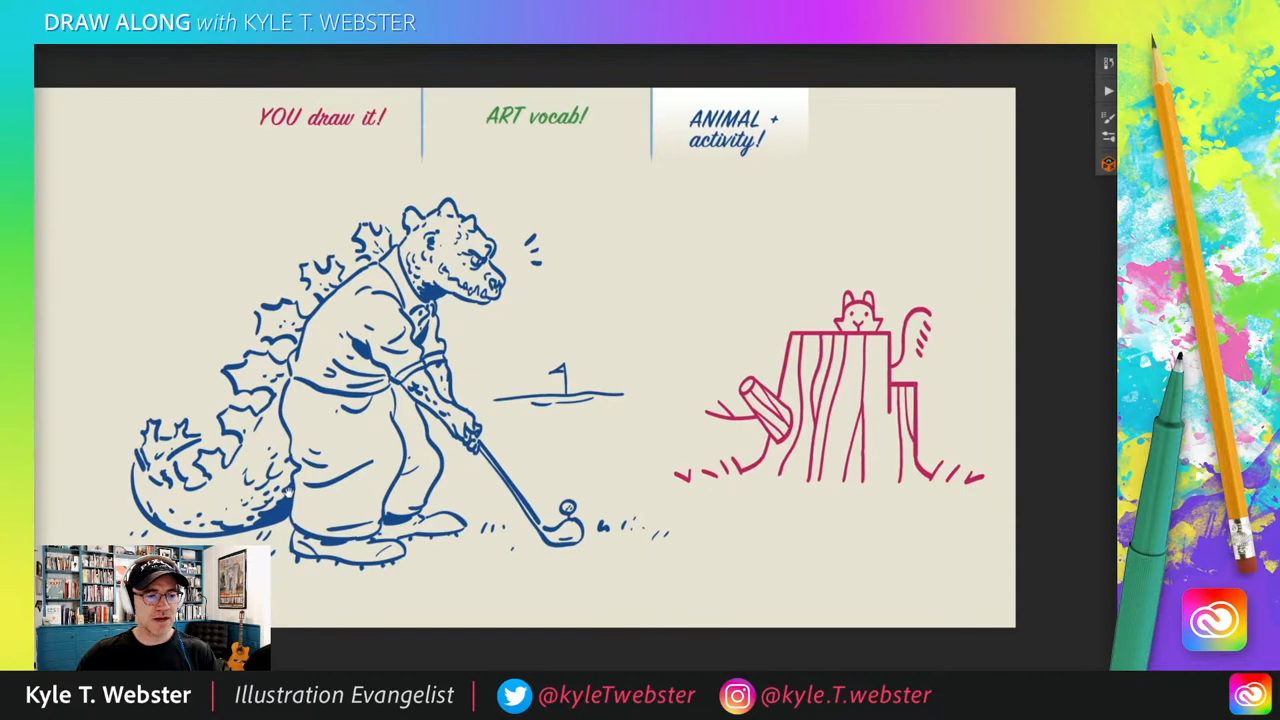 DRAW ALONG with KYLE T. WEBSTER
YOU draw it!
ART vocab!
ANIMAL +
activity!
Kyle T. Webster | Illustration Evangelist | @kyleTwebster @kyle.T.webster